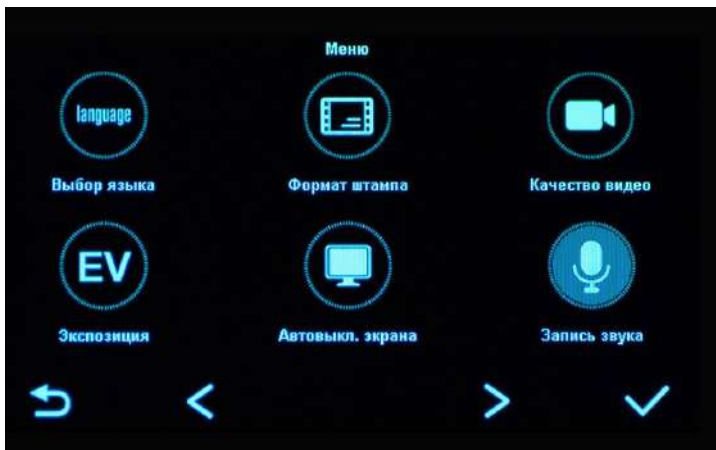 Меню
language
Выбор языка
Формат штампа
Качество видео
EV
Экспозиция
Автовыкл. экрана
Запись звука